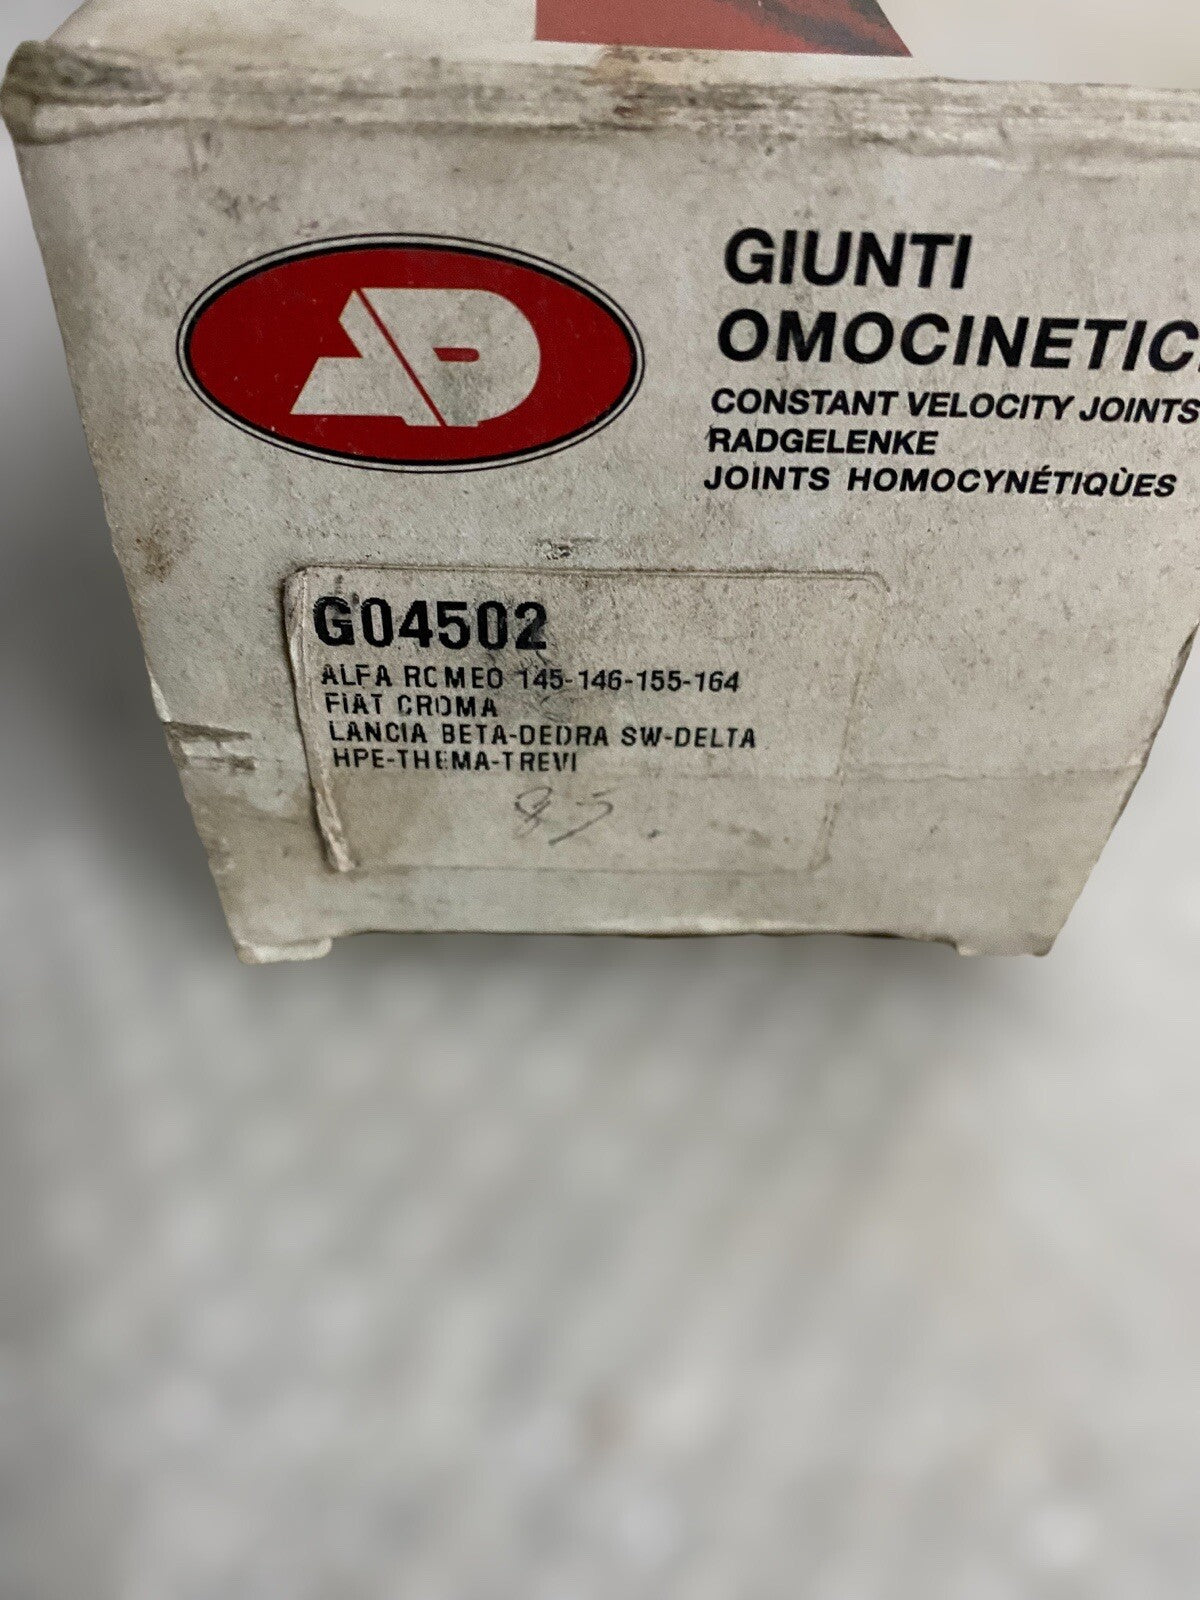 AD
GIUNTI
OMOCINETICI
CONSTANT VELOCITY JOINTS
RADGELENKE
JOINTS HOMOCYNÉTIQÙES
G04502
ALFA ROMEO 145-146-155-164
FIAT CROMA
LANCIA BETA-DEDRA SW-DELTA
HPE-THEMA-TREVI